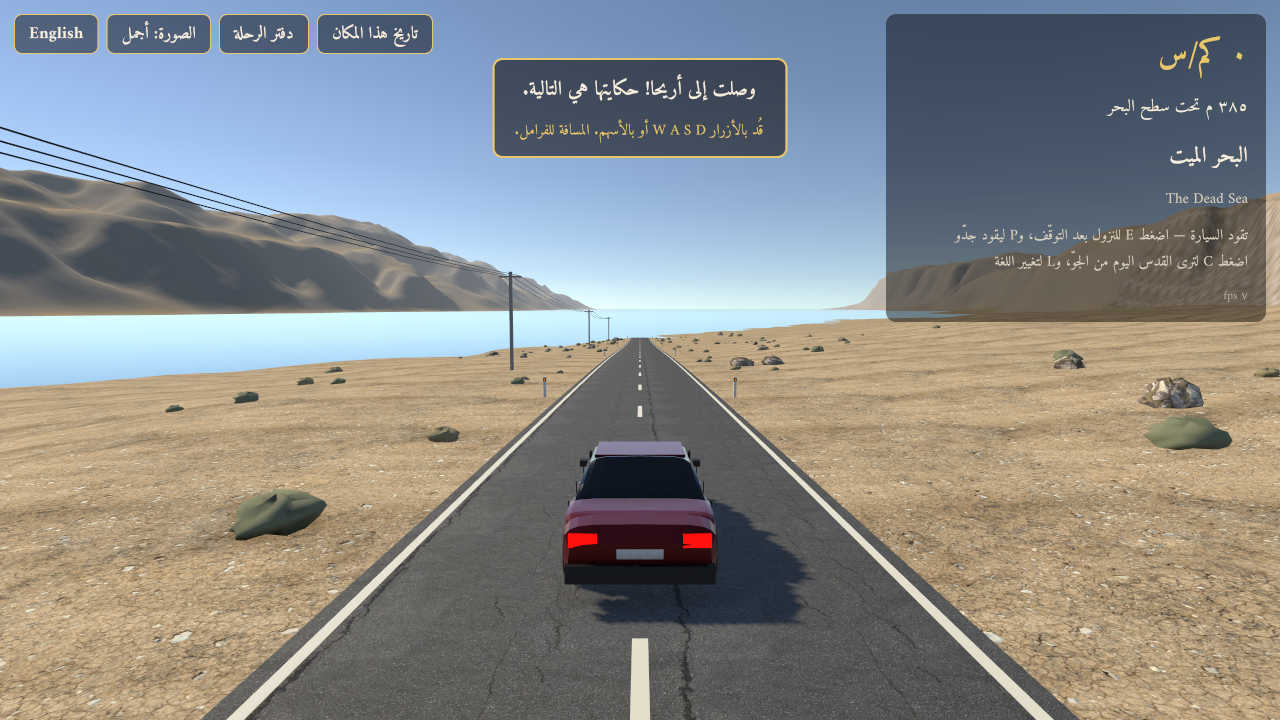 تاريخ هذا المكان
دفتر الرحلة
الصورة: أجمل
English
وصلت إلى أريحا! حكايتها هي التالية.
قُد بالأزرار W A S D أو بالأسهم. المسافة للفرامل.
٠ كم/س
٣٨٥ م تحت سطح البحر
البحر الميت
The Dead Sea
تقود السيارة — اضغط E للنزول بعد التوقّف، وP ليقود جدّو
اضغط C لترى القدس اليوم من الجوّ، وL لتغيير اللغة
٧ fps